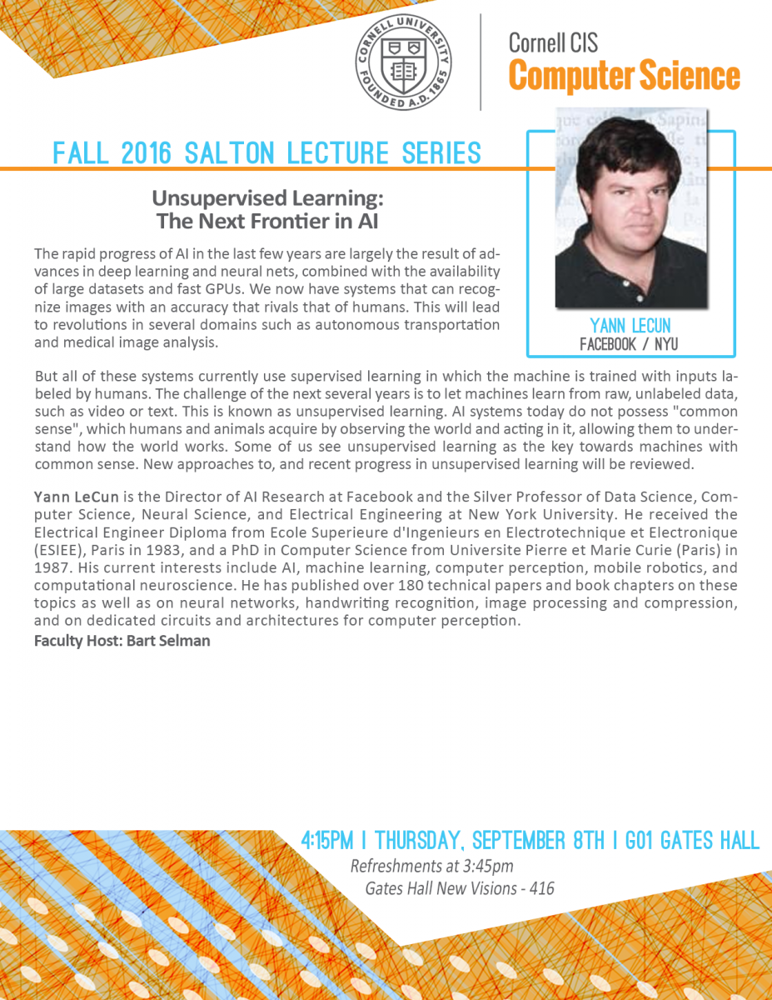 CORNELL UNIVERSITY
FOUNDED A.D. 1865
Cornell CIS
Computer Science
FALL 2016 SALTON LECTURE SERIES
Unsupervised Learning:
The Next Frontier in AI
The rapid progress of AI in the last few years are largely the result of ad-
vances in deep learning and neural nets, combined with the availability
of large datasets and fast GPUs. We now have systems that can recog-
nize images with an accuracy that rivals that of humans. This will lead
to revolutions in several domains such as autonomous transportation
and medical image analysis.
YANN LECUN
FACEBOOK / NYU
But all of these systems currently use supervised learning in which the machine is trained with inputs la-
beled by humans. The challenge of the next several years is to let machines learn from raw, unlabeled data,
such as video or text. This is known as unsupervised learning. AI systems today do not possess "common
sense", which humans and animals acquire by observing the world and acting in it, allowing them to under-
stand how the world works. Some of us see unsupervised learning as the key towards machines with
common sense. New approaches to, and recent progress in unsupervised learning will be reviewed.
Yann LeCun is the Director of AI Research at Facebook and the Silver Professor of Data Science, Com-
puter Science, Neural Science, and Electrical Engineering at New York University. He received the
Electrical Engineer Diploma from Ecole Superieure d'Ingenieurs en Electrotechnique et Electronique
(ESIEE), Paris in 1983, and a PhD in Computer Science from Universite Pierre et Marie Curie (Paris) in
1987. His current interests include AI, machine learning, computer perception, mobile robotics, and
computational neuroscience. He has published over 180 technical papers and book chapters on these
topics as well as on neural networks, handwriting recognition, image processing and compression,
and on dedicated circuits and architectures for computer perception.
Faculty Host: Bart Selman
4:15PM | THURSDAY, SEPTEMBER 8TH | G01 GATES HALL
Refreshments at 3:45pm
Gates Hall New Visions - 416